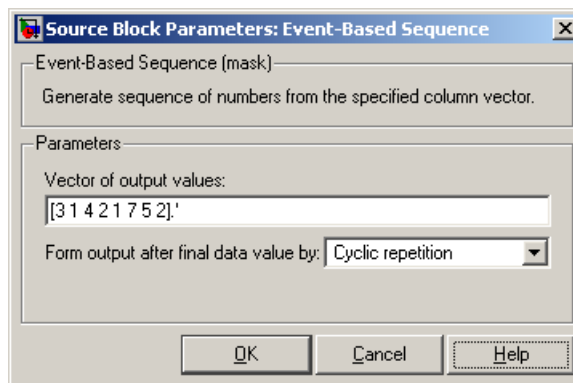 Source Block Parameters: Event-Based Sequence
Event-Based Sequence (mask)
Generate sequence of numbers from the specified column vector.
Parameters
Vector of output values:
[3 1 4 2 1 7 5 2].'
Form output after final data value by: Cyclic repetition
OK Cancel Help